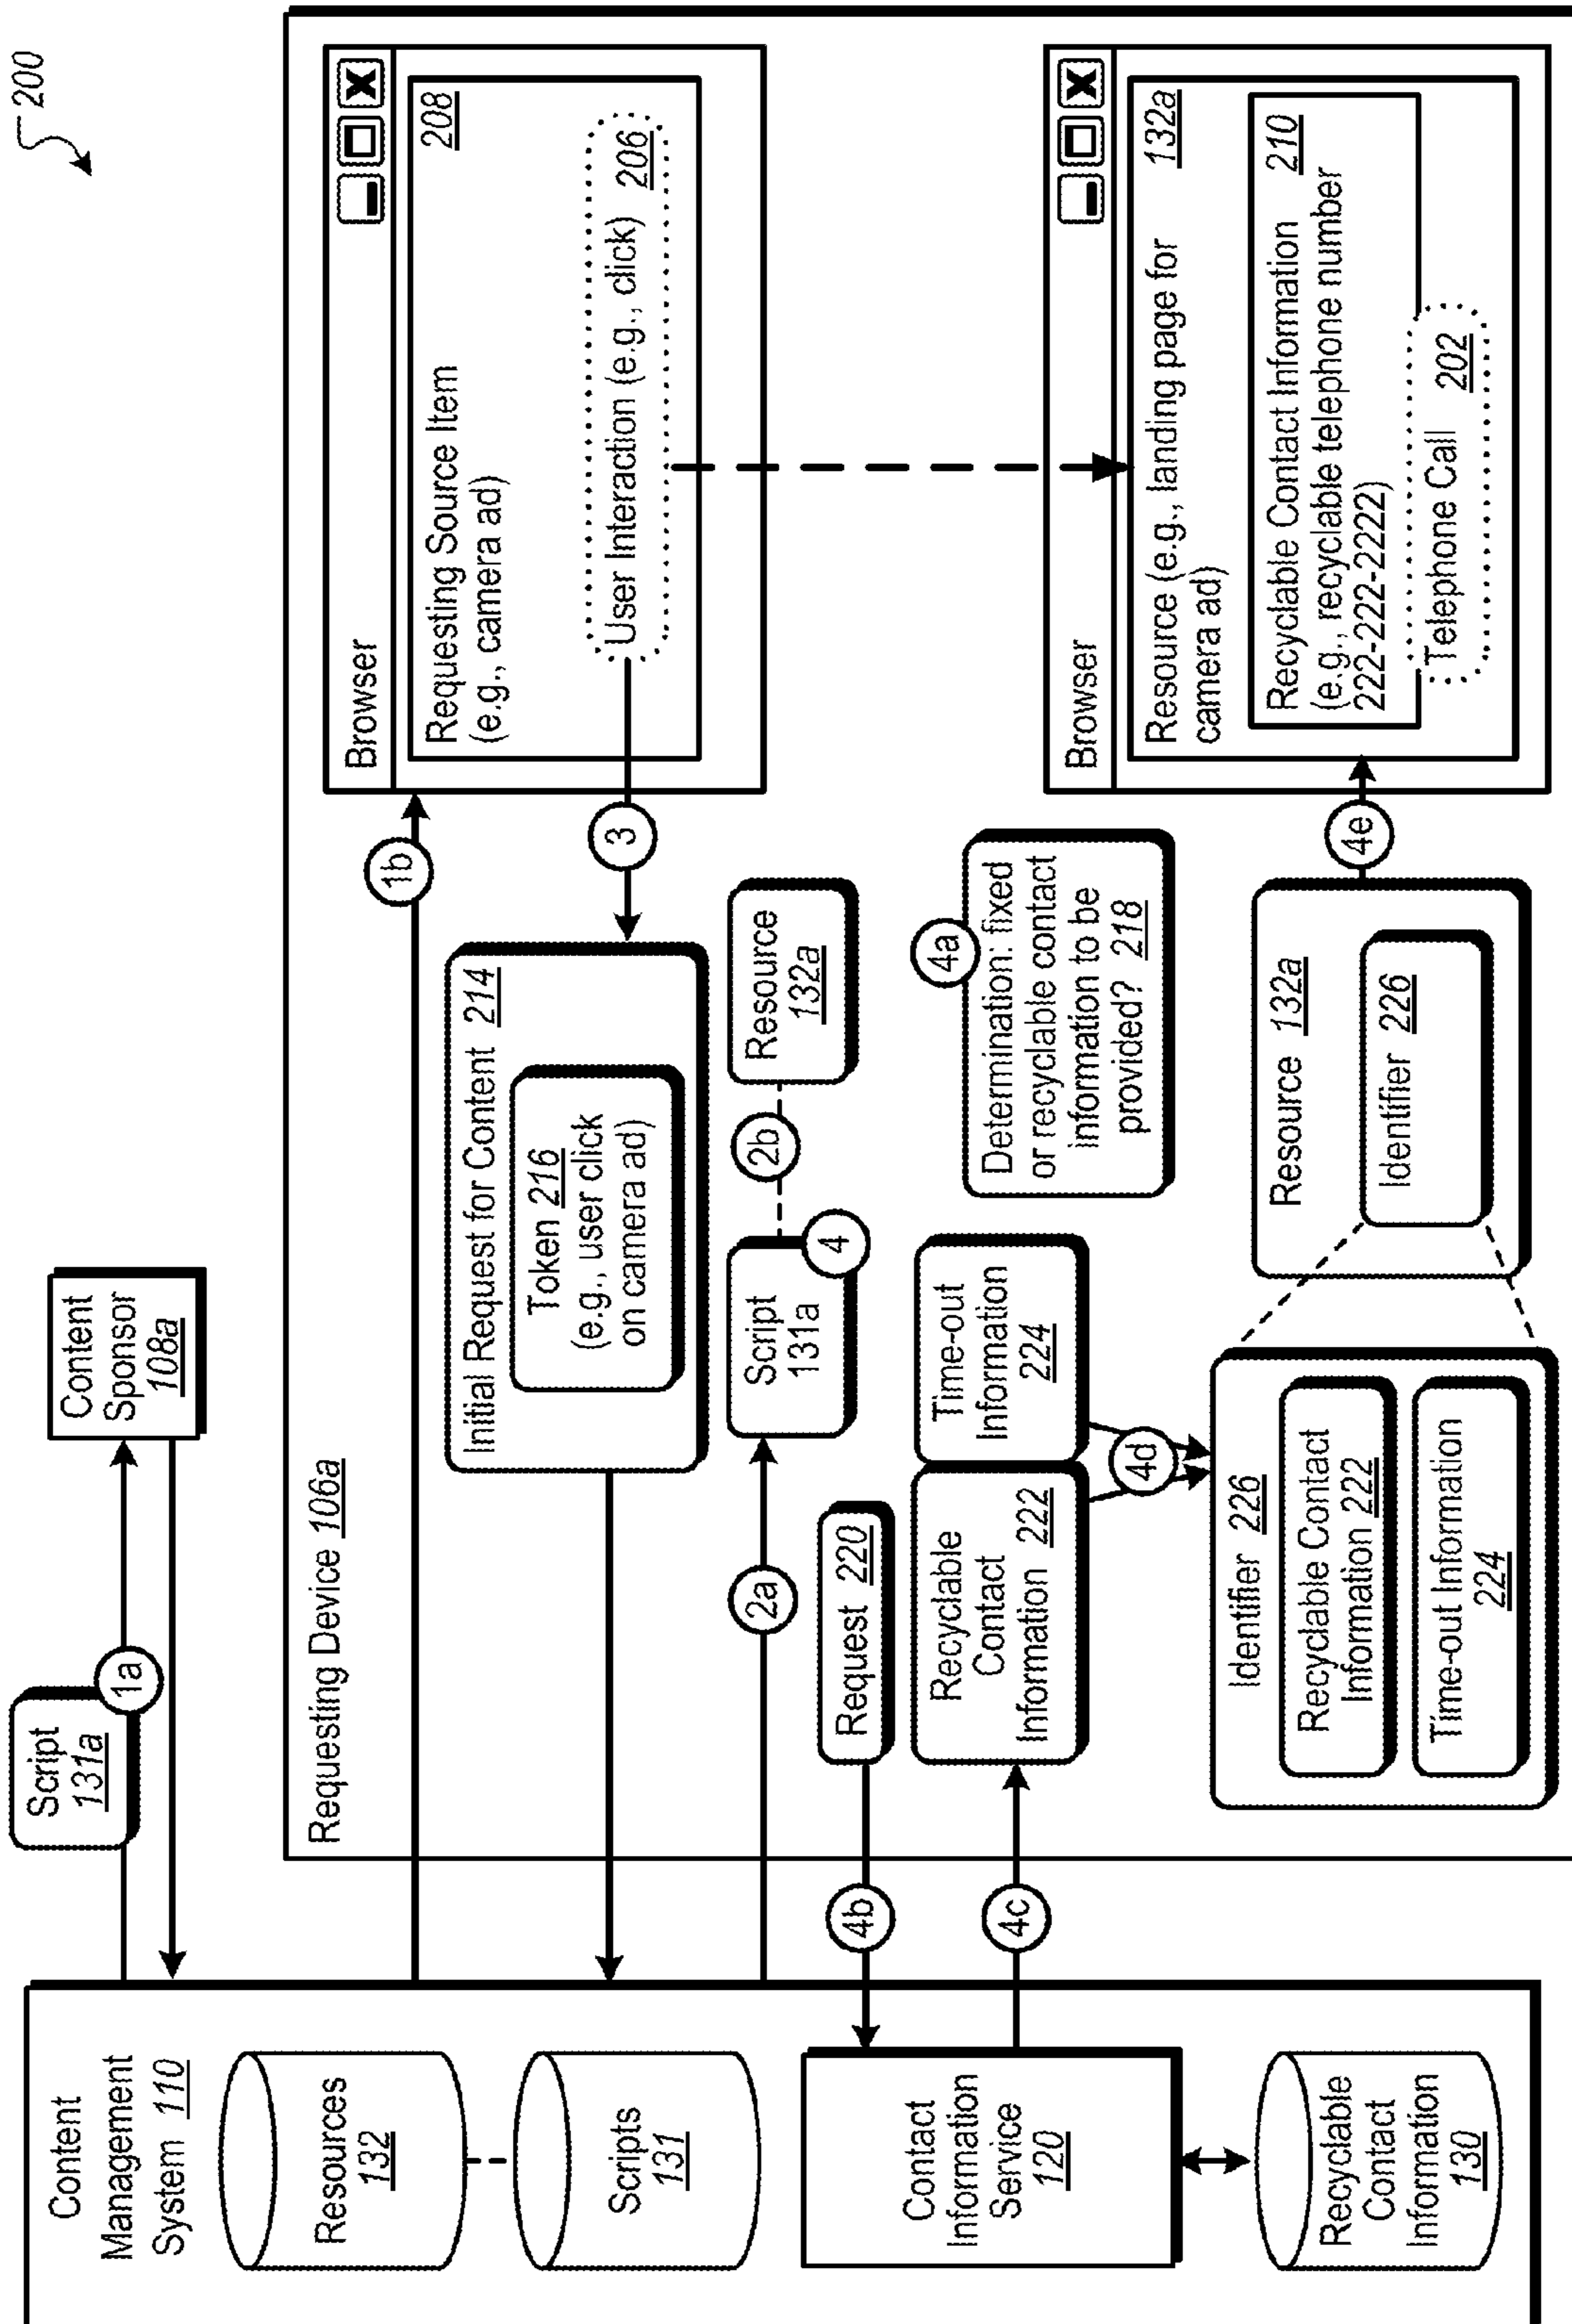 200
Script
131a
1a
Content
Sponsor
108a
Content
Management
System 110
Resources
132
Scripts
131
Contact
Information
Service
120
Recyclable
Contact
Information
130
Requesting Device 106a
1b
Browser
Requesting Source Item 208
(e.g., camera ad)
User Interaction (e.g., click) 206
3
Initial Request for Content 214
Token 216
(e.g., user click
on camera ad)
2a
Script
131a
4
2b
Resource
132a
4b
Request 220
4c
Recyclable
Contact
Information 222
Time-out
Information
224
4a
Determination: fixed
or recyclable contact
information to be
provided? 218
4d
Identifier 226
Recyclable Contact
Information 222
Time-out Information
224
Resource 132a
Identifier 226
4e
Browser
Resource (e.g., landing page for 132a
camera ad)
Recyclable Contact Information 210
(e.g., recyclable telephone number
222-222-2222)
Telephone Call 202